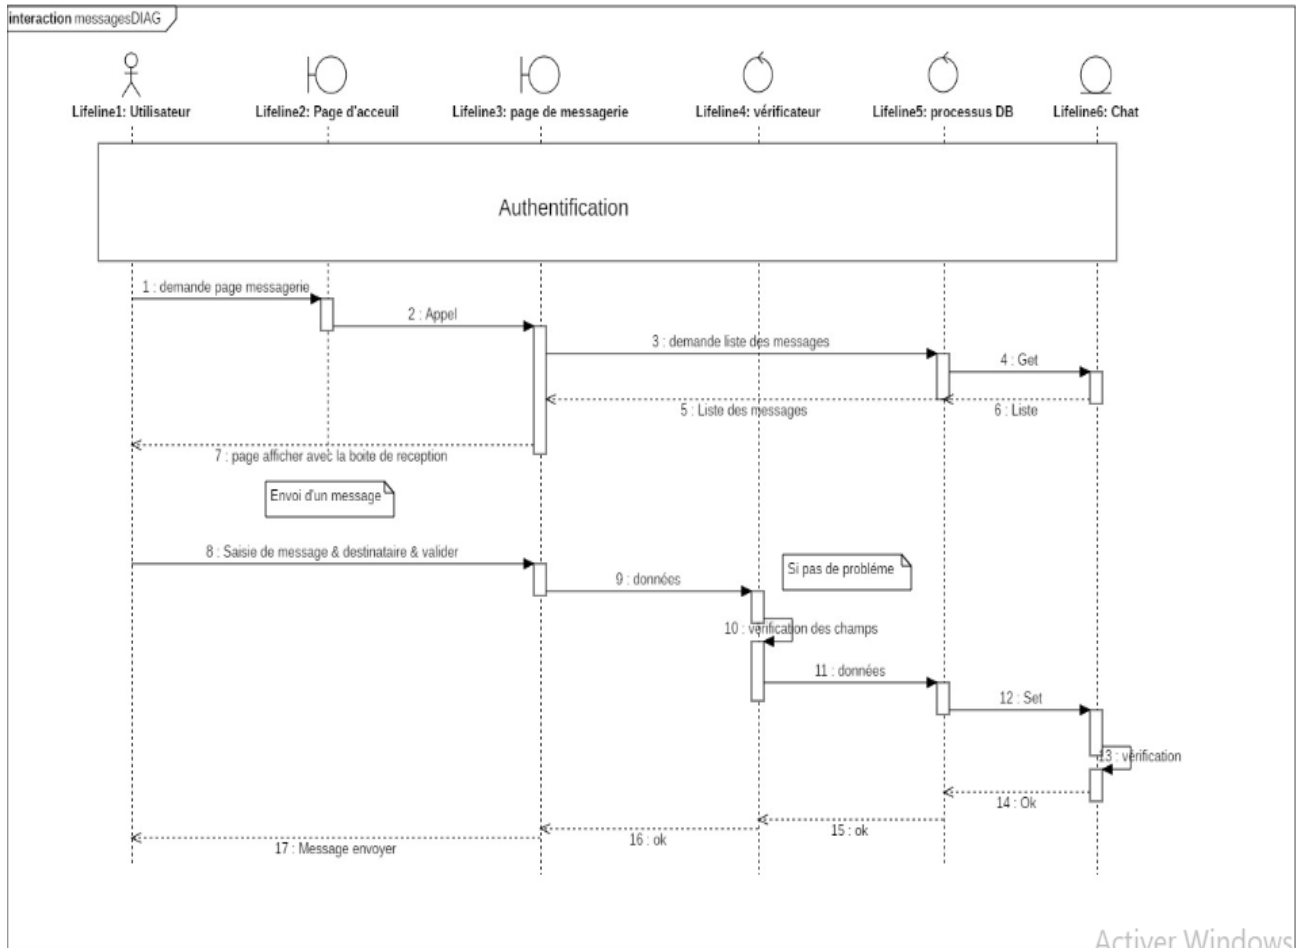 interaction messagesDIAG
Lifeline1: Utilisateur
Lifeline2: Page d'acceuil
Lifeline3: page de messagerie
Lifeline4: vérificateur
Lifeline5: processus DB
Lifeline6: Chat
Authentification
1 : demande page messagerie
2 : Appel
3 : demande liste des messages
4 : Get
5 : Liste des messages
6 : Liste
7 : page afficher avec la boite de reception
Envoi d'un message
8 : Saisie de message & destinataire & valider
Si pas de probléme
9 : données
10 : vérification des champs
11 : données
12 : Set
13 : vérification
14 : Ok
15 : ok
16 : ok
17 : Message envoyer
Activer Windows